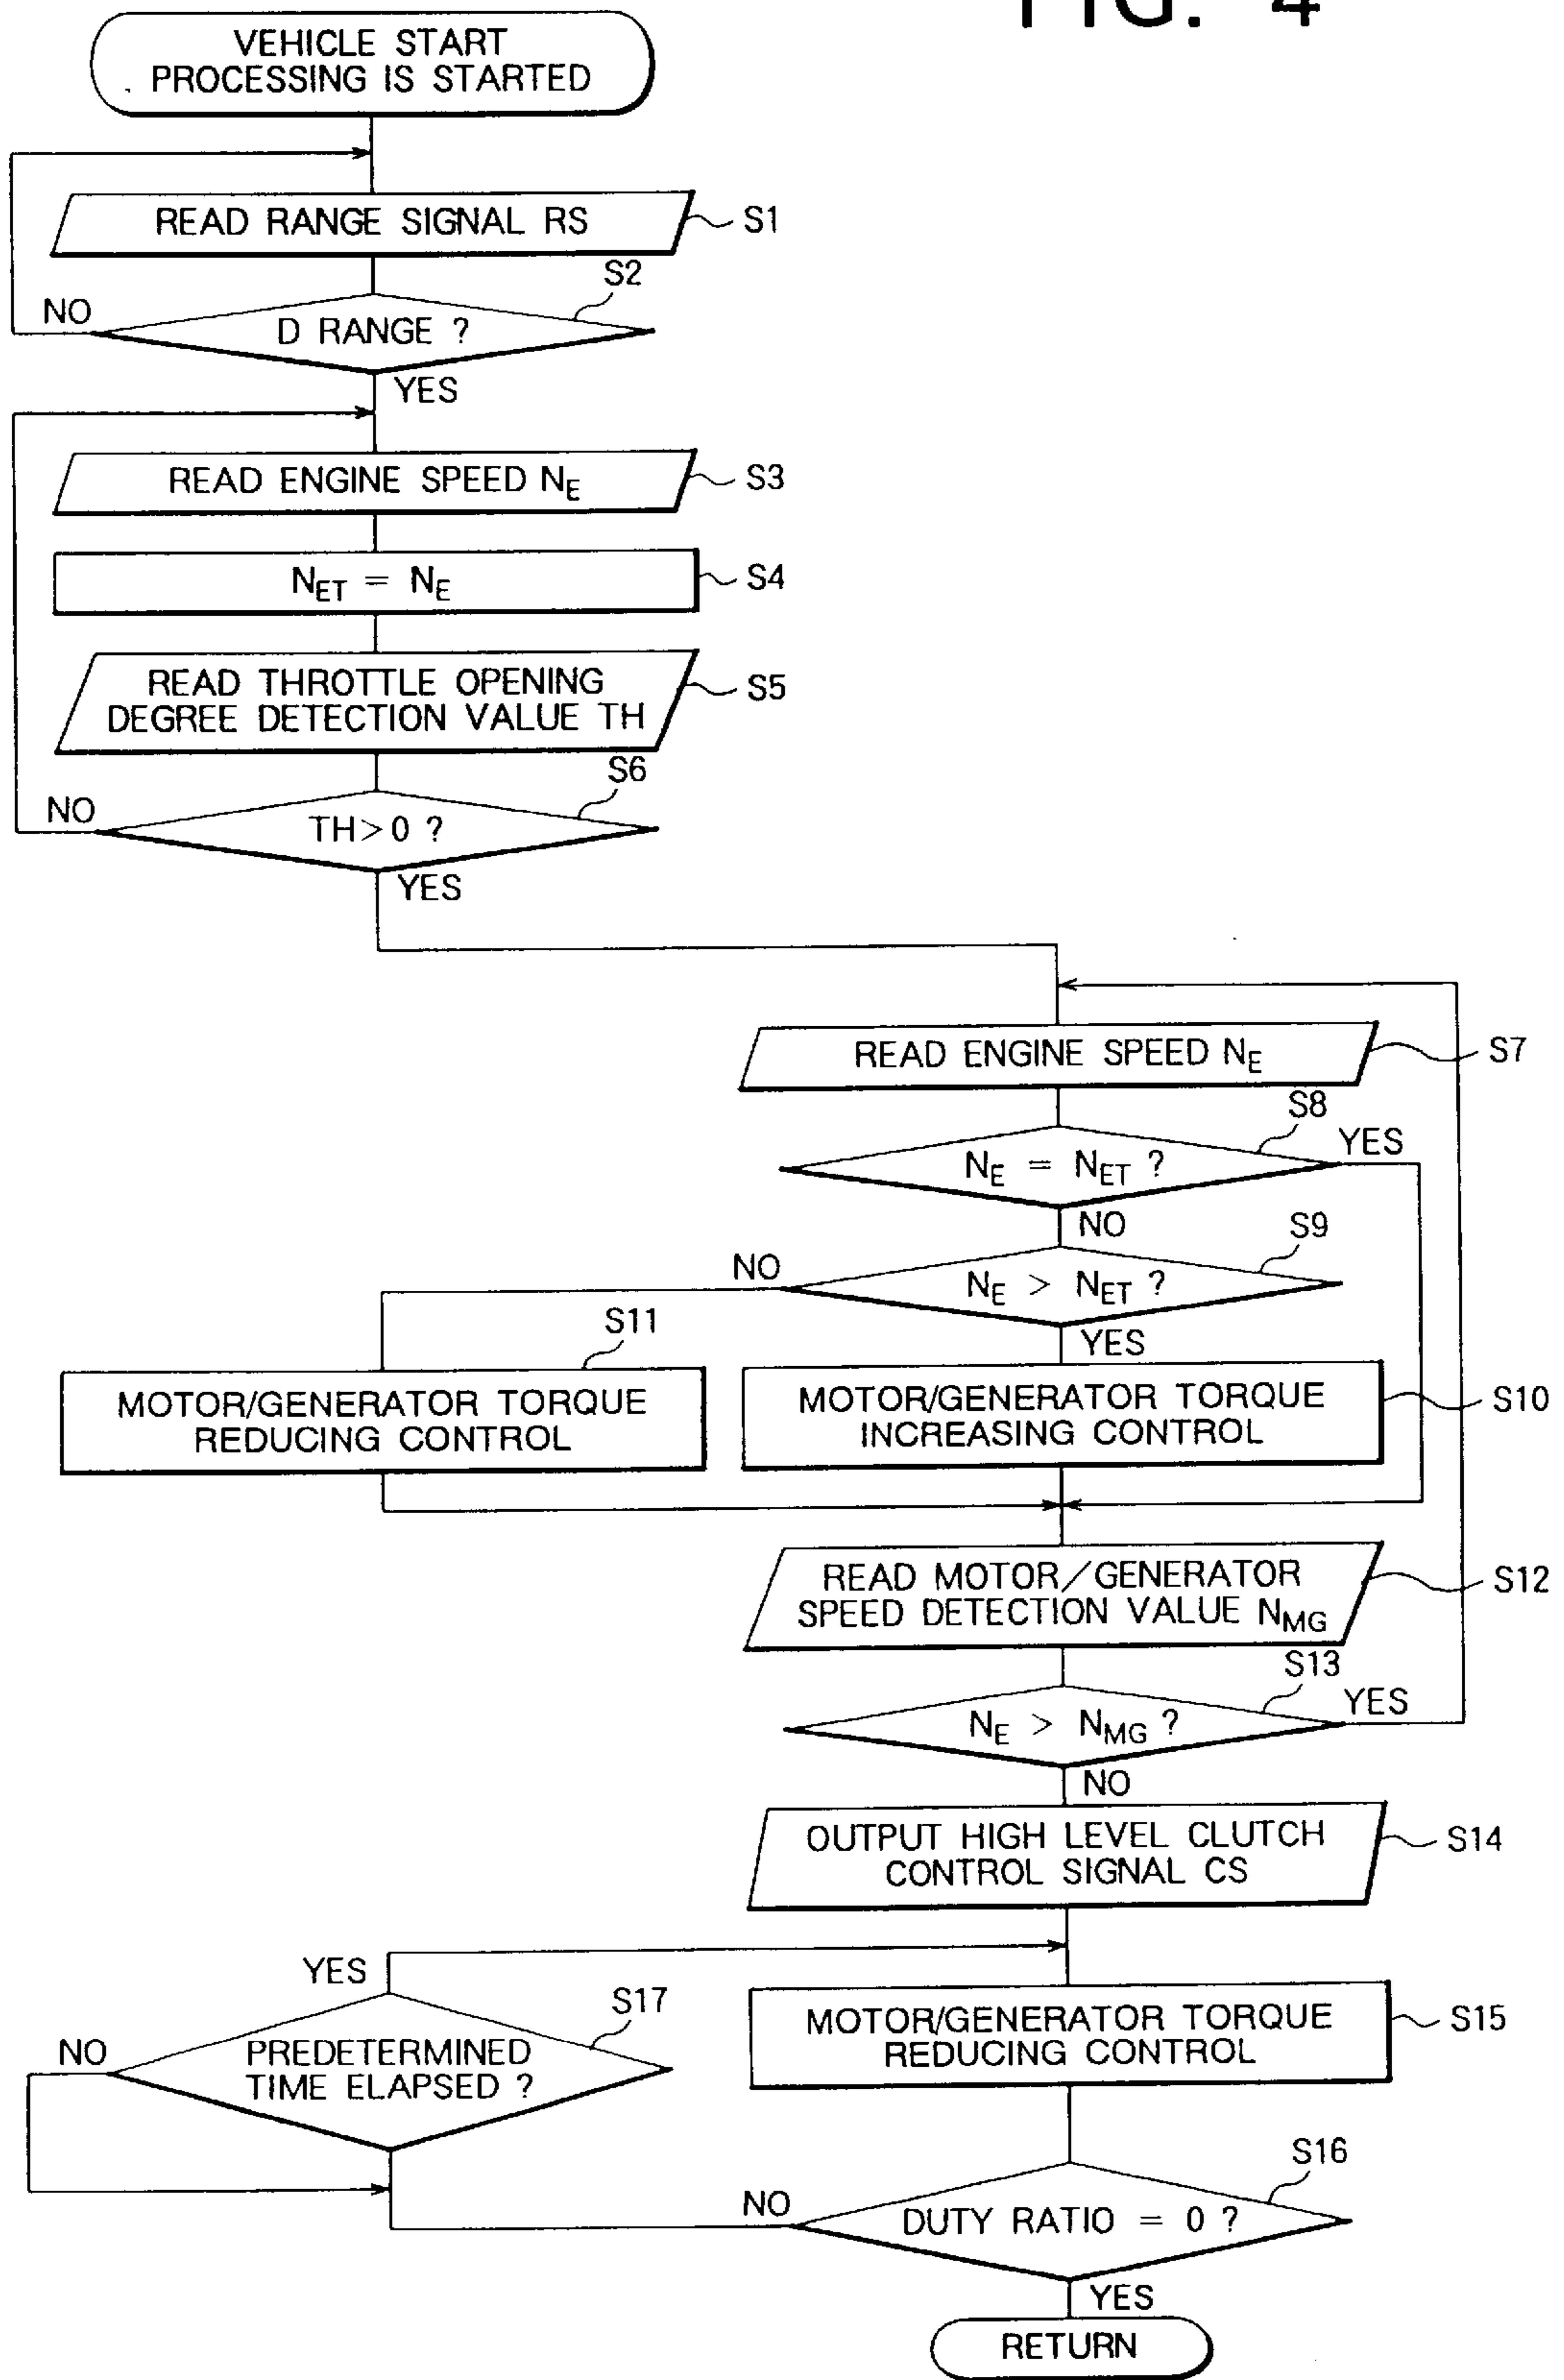 FIG. 4
VEHICLE START
PROCESSING IS STARTED
READ RANGE SIGNAL RS
S1
S2
NO
D RANGE ?
YES
READ ENGINE SPEED NE
S3
NET = NE
S4
READ THROTTLE OPENING
DEGREE DETECTION VALUE TH
S5
S6
NO
TH>0 ?
YES
READ ENGINE SPEED NE
S7
S8
YES
NE = NET ?
NO
S9
NO
NE > NET ?
YES
S11
MOTOR/GENERATOR TORQUE
REDUCING CONTROL
MOTOR/GENERATOR TORQUE
INCREASING CONTROL
S10
READ MOTOR/GENERATOR
SPEED DETECTION VALUE NMG
S12
S13
YES
NE > NMG ?
NO
OUTPUT HIGH LEVEL CLUTCH
CONTROL SIGNAL CS
S14
YES
S17
NO
PREDETERMINED
TIME ELAPSED ?
MOTOR/GENERATOR TORQUE
REDUCING CONTROL
S15
S16
NO
DUTY RATIO = 0 ?
YES
RETURN